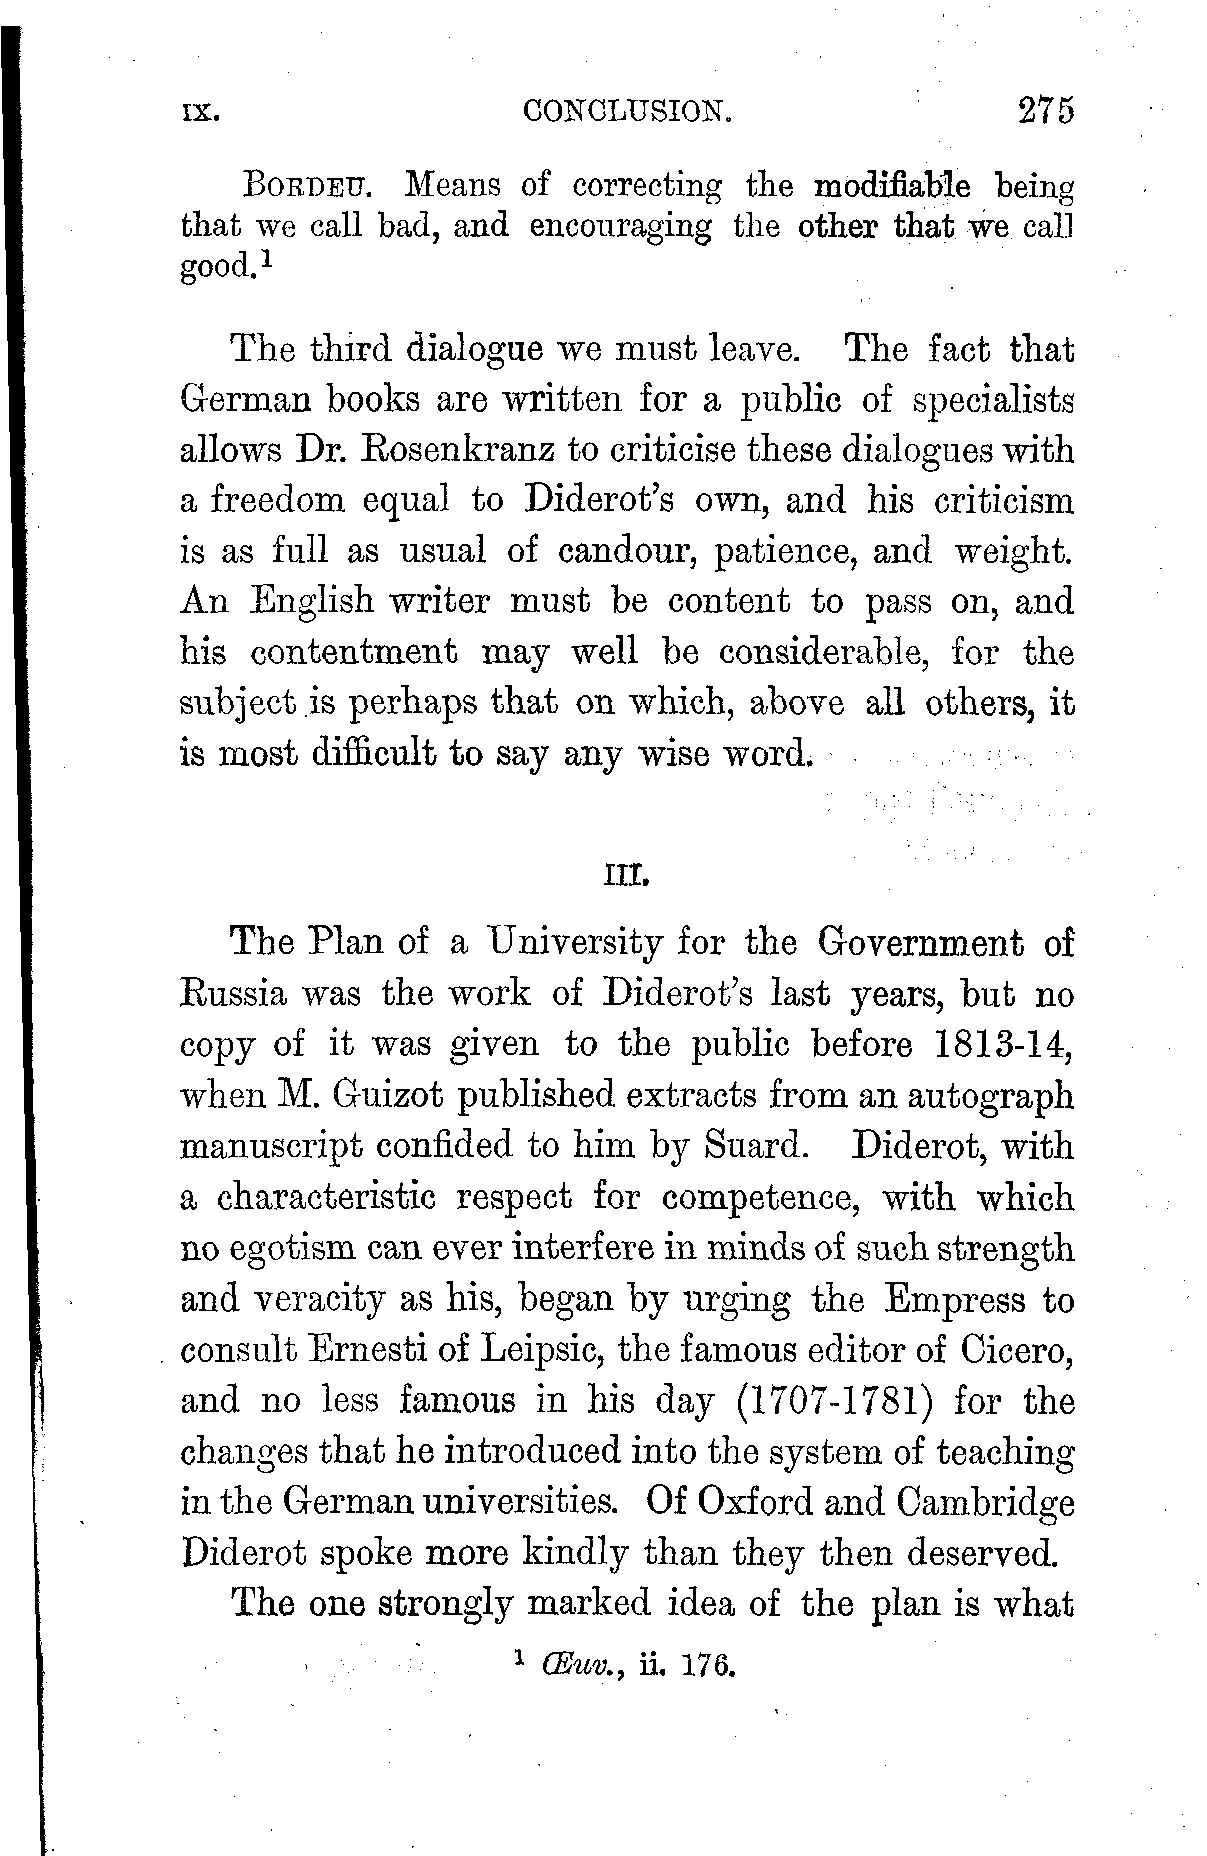 IX. CONCLUSION. 275
BORDEU. Means of correcting the modifiable being
that we call bad, and encouraging the other that we call
good.¹
The third dialogue we must leave. The fact that
German books are written for a public of specialists
allows Dr. Rosenkranz to criticise these dialogues with
a freedom equal to Diderot's own, and his criticism
is as full as usual of candour, patience, and weight.
An English writer must be content to pass on, and
his contentment may well be considerable, for the
subject is perhaps that on which, above all others, it
is most difficult to say any wise word.
III.
The Plan of a University for the Government of
Russia was the work of Diderot's last years, but no
copy of it was given to the public before 1813-14,
when M. Guizot published extracts from an autograph
manuscript confided to him by Suard. Diderot, with
a characteristic respect for competence, with which
no egotism can ever interfere in minds of such strength
and veracity as his, began by urging the Empress to
consult Ernesti of Leipsic, the famous editor of Cicero,
and no less famous in his day (1707-1781) for the
changes that he introduced into the system of teaching
in the German universities. Of Oxford and Cambridge
Diderot spoke more kindly than they then deserved.
The one strongly marked idea of the plan is what
¹ Œuv., ii. 176.